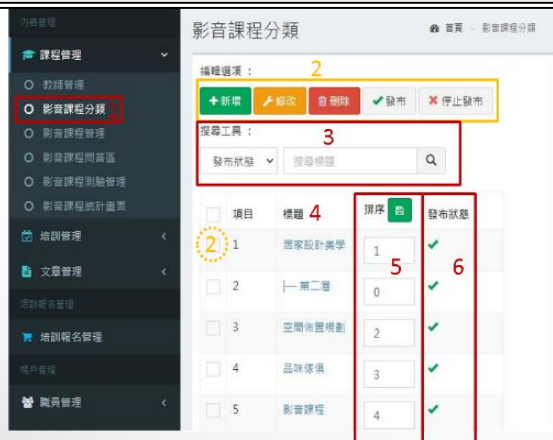 內容管理
課程管理
教師管理
影音課程分類 1
影音課程管理
影音課程問答區
影音課程測驗管理
影音課程統計畫面
培訓管理
文章管理
培訓報名管理
培訓報名管理
帳戶管理
職員管理
影音課程分類
首頁 > 影音課程分類
編輯選項：
2
新增 修改 刪除 發布 停止發布
搜尋工具：
3
發布狀態 搜尋標題
項目 標題 4 排序 發布狀態
2 1 居家設計美學 1
5 6
2 |— 第二層 0
3 空間佈置規劃 2
4 品味傢俱 3
5 影音課程 4